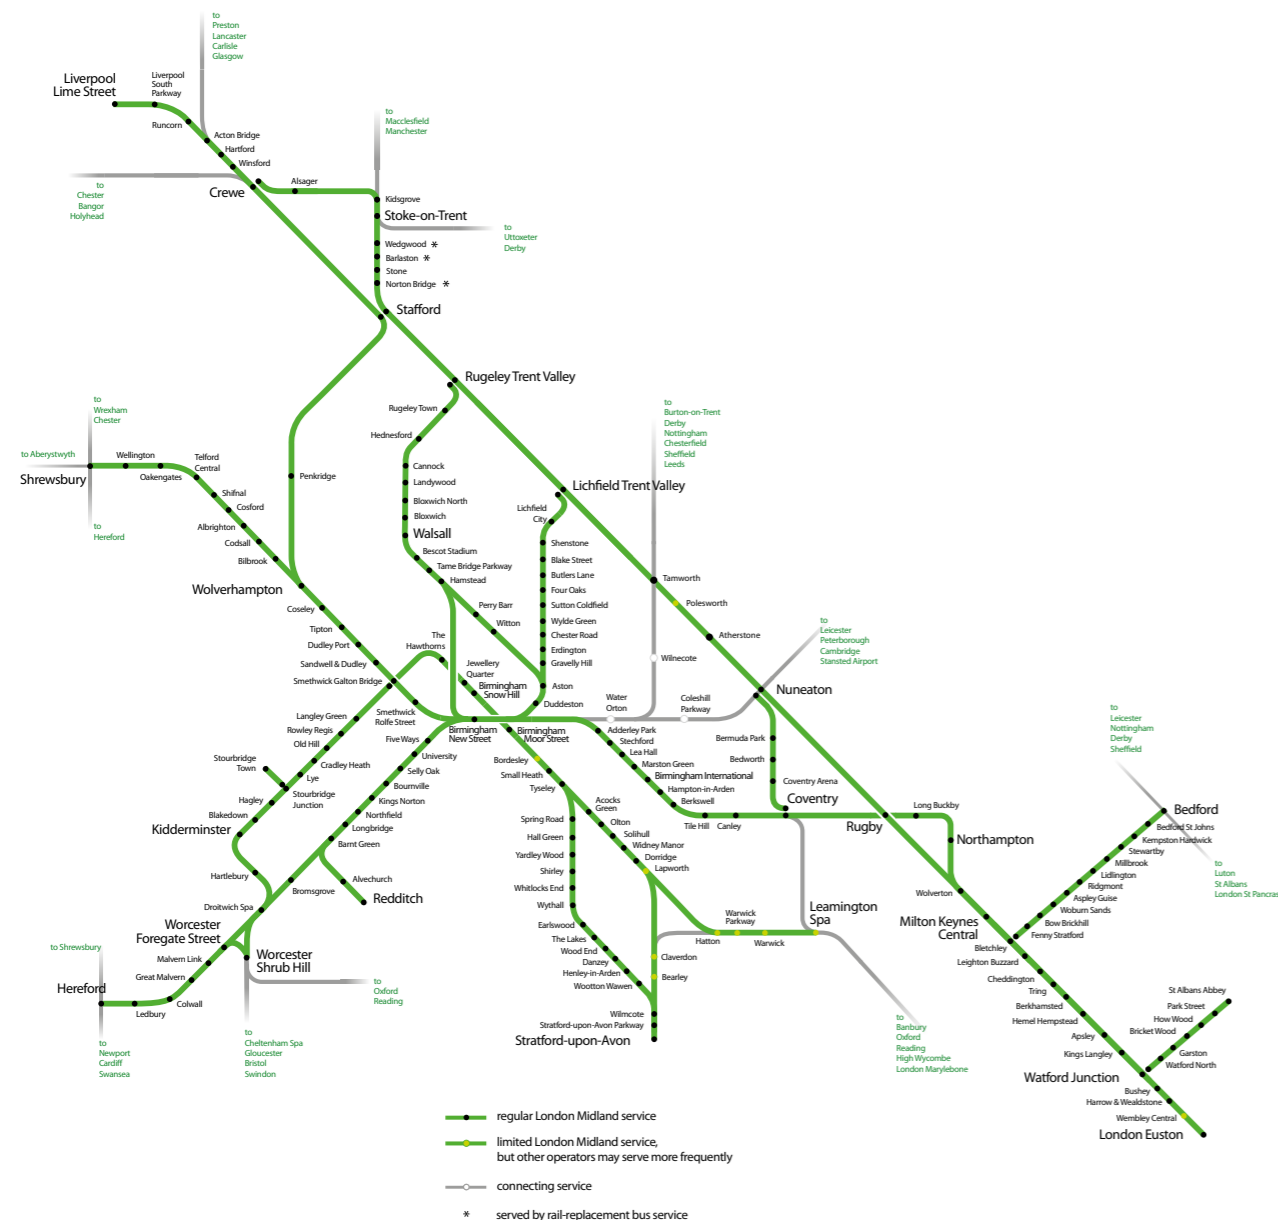 to
Preston
Lancaster
Carlisle
Glasgow
Liverpool
Lime Street
Liverpool
South
Parkway
Runcorn
Acton Bridge
Hartford
Winsford
Crewe
to
Chester
Bangor
Holyhead
Alsager
to
Macclesfield
Manchester
Kidsgrove
Stoke-on-Trent
to
Uttoxeter
Derby
Wedgwood *
Barlaston *
Stone
Norton Bridge *
Stafford
Rugeley Trent Valley
Rugeley Town
Hednesford
Cannock
Landywood
Bloxwich North
Bloxwich
Walsall
Bescot Stadium
Tame Bridge Parkway
Hamstead
Perry Barr
Witton
to
Wrexham
Chester
to Aberystwyth
Shrewsbury
to
Hereford
Wellington
Oakengates
Telford
Central
Shifnal
Cosford
Albrighton
Codsall
Bilbrook
Penkridge
Wolverhampton
Coseley
Tipton
Dudley Port
Sandwell & Dudley
Smethwick Galton Bridge
Smethwick
Rolfe Street
The
Hawthorns
Jewellery
Quarter
Birmingham
Snow Hill
Birmingham
New Street
Birmingham
Moor Street
to
Burton-on-Trent
Derby
Nottingham
Chesterfield
Sheffield
Leeds
Lichfield Trent Valley
Lichfield
City
Shenstone
Blake Street
Butlers Lane
Four Oaks
Sutton Coldfield
Wylde Green
Chester Road
Erdington
Gravelly Hill
Aston
Duddeston
Tamworth
Polesworth
Atherstone
Wilnecote
Water
Orton
Coleshill
Parkway
to
Leicester
Peterborough
Cambridge
Stansted Airport
Nuneaton
Bermuda Park
Bedworth
Coventry Arena
Coventry
Adderley Park
Stechford
Lea Hall
Marston Green
Birmingham International
Hampton-in-Arden
Berkswell
Tile Hill
Canley
Rugby
Long Buckby
Northampton
Wolverton
Milton Keynes
Central
Bletchley
to
Leicester
Nottingham
Derby
Sheffield
Bedford
Bedford St Johns
Kempston Hardwick
Stewartby
Millbrook
Lidlington
Ridgmont
Aspley Guise
Woburn Sands
Bow Brickhill
Fenny Stratford
to
Luton
St Albans
London St Pancras
Leighton Buzzard
Cheddington
Tring
Berkhamsted
Hemel Hempstead
Apsley
Kings Langley
Watford Junction
St Albans Abbey
Park Street
How Wood
Bricket Wood
Garston
Watford North
Bushey
Harrow & Wealdstone
Wembley Central
London Euston
Langley Green
Rowley Regis
Old Hill
Cradley Heath
Lye
Stourbridge
Town
Stourbridge
Junction
Hagley
Blakedown
Kidderminster
Hartlebury
Droitwich Spa
Five Ways
University
Selly Oak
Bournville
Kings Norton
Northfield
Longbridge
Barnt Green
Alvechurch
Redditch
Bromsgrove
Worcester
Foregate Street
Worcester
Shrub Hill
Malvern Link
Great Malvern
Colwall
Ledbury
Hereford
to Shrewsbury
to
Newport
Cardiff
Swansea
to
Oxford
Reading
to
Cheltenham Spa
Gloucester
Bristol
Swindon
Bordesley
Small Heath
Tyseley
Spring Road
Hall Green
Yardley Wood
Shirley
Whitlocks End
Wythall
Earlswood
The Lakes
Wood End
Danzey
Henley-in-Arden
Wootton Wawen
Acocks
Green
Olton
Solihull
Widney Manor
Dorridge
Lapworth
Hatton
Warwick
Parkway
Warwick
Leamington
Spa
Claverdon
Bearley
Wilmcote
Stratford-upon-Avon Parkway
Stratford-upon-Avon
to
Banbury
Oxford
Reading
High Wycombe
London Marylebone
regular London Midland service
limited London Midland service,
but other operators may serve more frequently
connecting service
* served by rail-replacement bus service